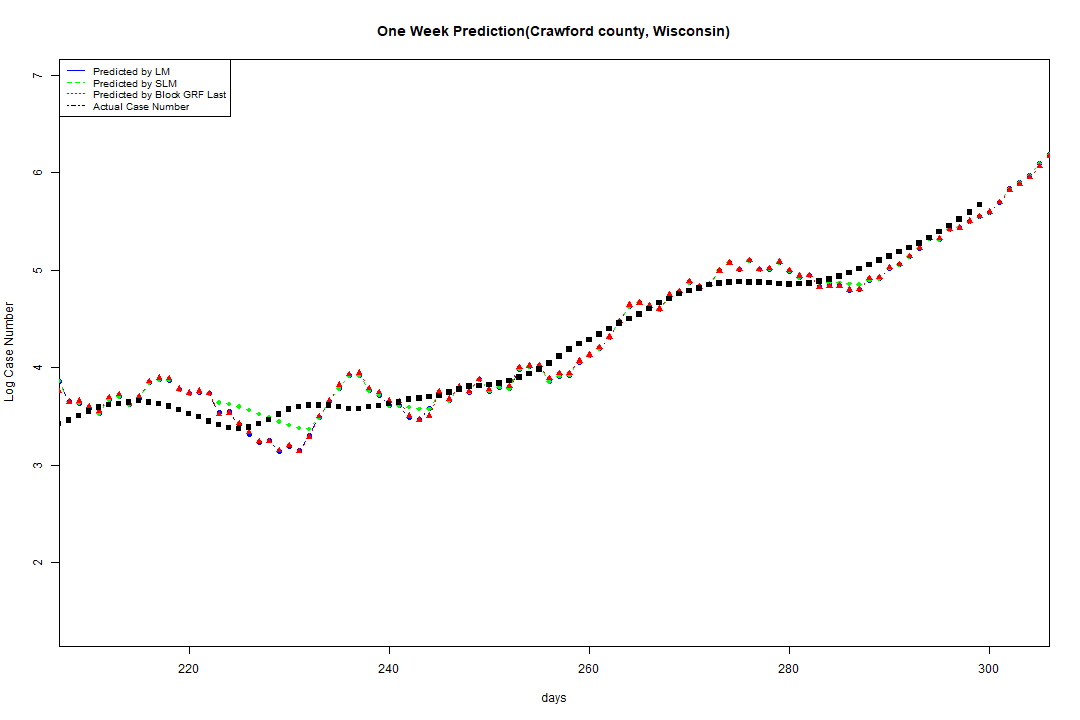 One Week Prediction(Crawford county, Wisconsin)
Predicted by LM
Predicted by SLM
Predicted by Block GRF Last
Actual Case Number
Log Case Number
7
6
5
4
3
2
220 240 260 280 300
days